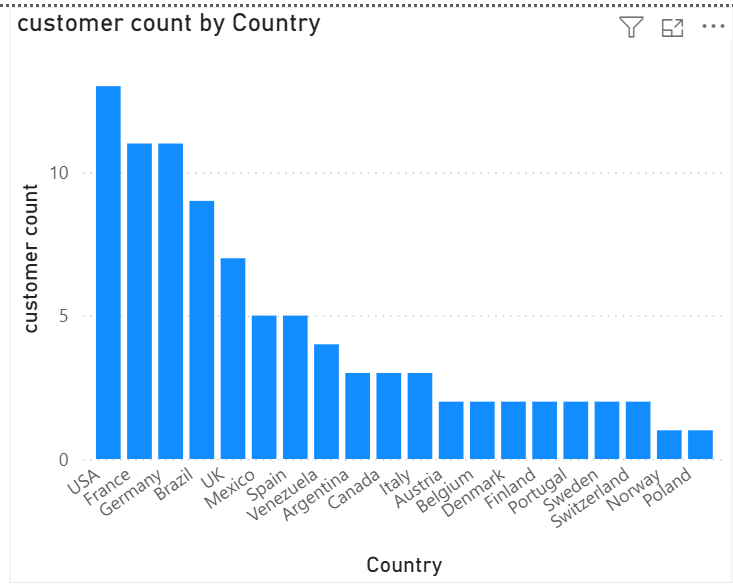 customer count by Country
customer count
10
5
0
USA
France
Germany
Brazil
UK
Mexico
Spain
Venezuela
Argentina
Canada
Italy
Austria
Belgium
Denmark
Finland
Portugal
Sweden
Switzerland
Norway
Poland
Country